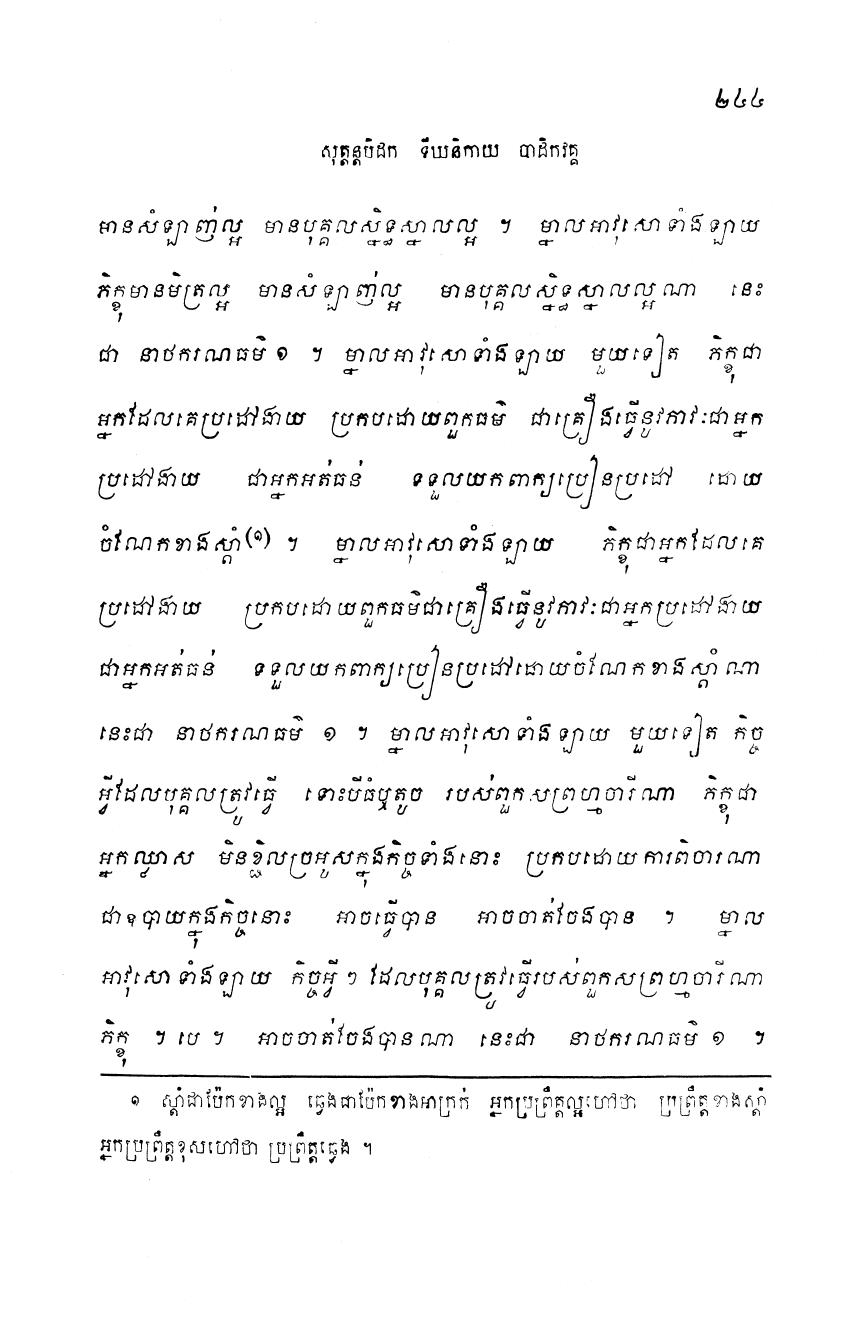 ២៤៤
សុត្តន្តបិដក ទីឃនិកាយ បាដិកវគ្គ
មានសំឡាញ់ល្អ មានបុគ្គលស្និទ្ធស្នាលល្អ ។ ម្នាលអាវុសោទាំងឡាយ
ភិក្ខុមានមិត្រល្អ មានសំឡាញ់ល្អ មានបុគ្គលស្និទ្ធស្នាលល្អណា នេះ
ជា នាថករណធម៌ ១ ។ ម្នាលអាវុសោទាំងឡាយ មួយទៀត ភិក្ខុជា
អ្នកដែលគេប្រដៅងាយ ប្រកបដោយពួកធម៌ ជាគ្រឿងធ្វើនូវភាវៈជាអ្នក
ប្រដៅងាយ ជាអ្នកអត់ធន់ ទទួលយកពាក្យប្រៀនប្រដៅ ដោយ
ចំណែកខាងស្តាំ(១) ។ ម្នាលអាវុសោទាំងឡាយ ភិក្ខុជាអ្នកដែលគេ
ប្រដៅងាយ ប្រកបដោយពួកធម៌ជាគ្រឿងធ្វើនូវភាវៈជាអ្នកប្រដៅងាយ
ជាអ្នកអត់ធន់ ទទួលយកពាក្យប្រៀនប្រដៅដោយចំណែកខាងស្តាំ ណា
នេះជា នាថករណធម៌ ១ ។ ម្នាលអាវុសោទាំងឡាយ មួយទៀត កិច្ច
អ្វីដែលបុគ្គលត្រូវធ្វើ ទោះបីធំឬតូច របស់ពួកសព្រហ្មចារីណា ភិក្ខុជា
អ្នកឈ្លាស មិនខ្ជិលច្រអូសក្នុងកិច្ចទាំងនោះ ប្រកបដោយការពិចារណា
ជាឧបាយក្នុងកិច្ចនោះ អាចធ្វើបាន អាចចាត់ចែងបាន ។ ម្នាល
អាវុសោទាំងឡាយ កិច្ចអ្វីៗ ដែលបុគ្គលត្រូវធ្វើរបស់ពួកសព្រហ្មចារីណា
ភិក្ខុ ។ បេ ។ អាចចាត់ចែងបានណា នេះជា នាថករណធម៌ ១ ។
១ ស្តាំជាប៉ែកខាងល្អ ឆ្វេងជាប៉ែកខាងអាក្រក់ អ្នកប្រព្រឹត្តល្អហៅថា ប្រព្រឹត្តខាងស្តាំ
អ្នកប្រព្រឹត្តខុសហៅថា ប្រព្រឹត្តឆ្វេង ។